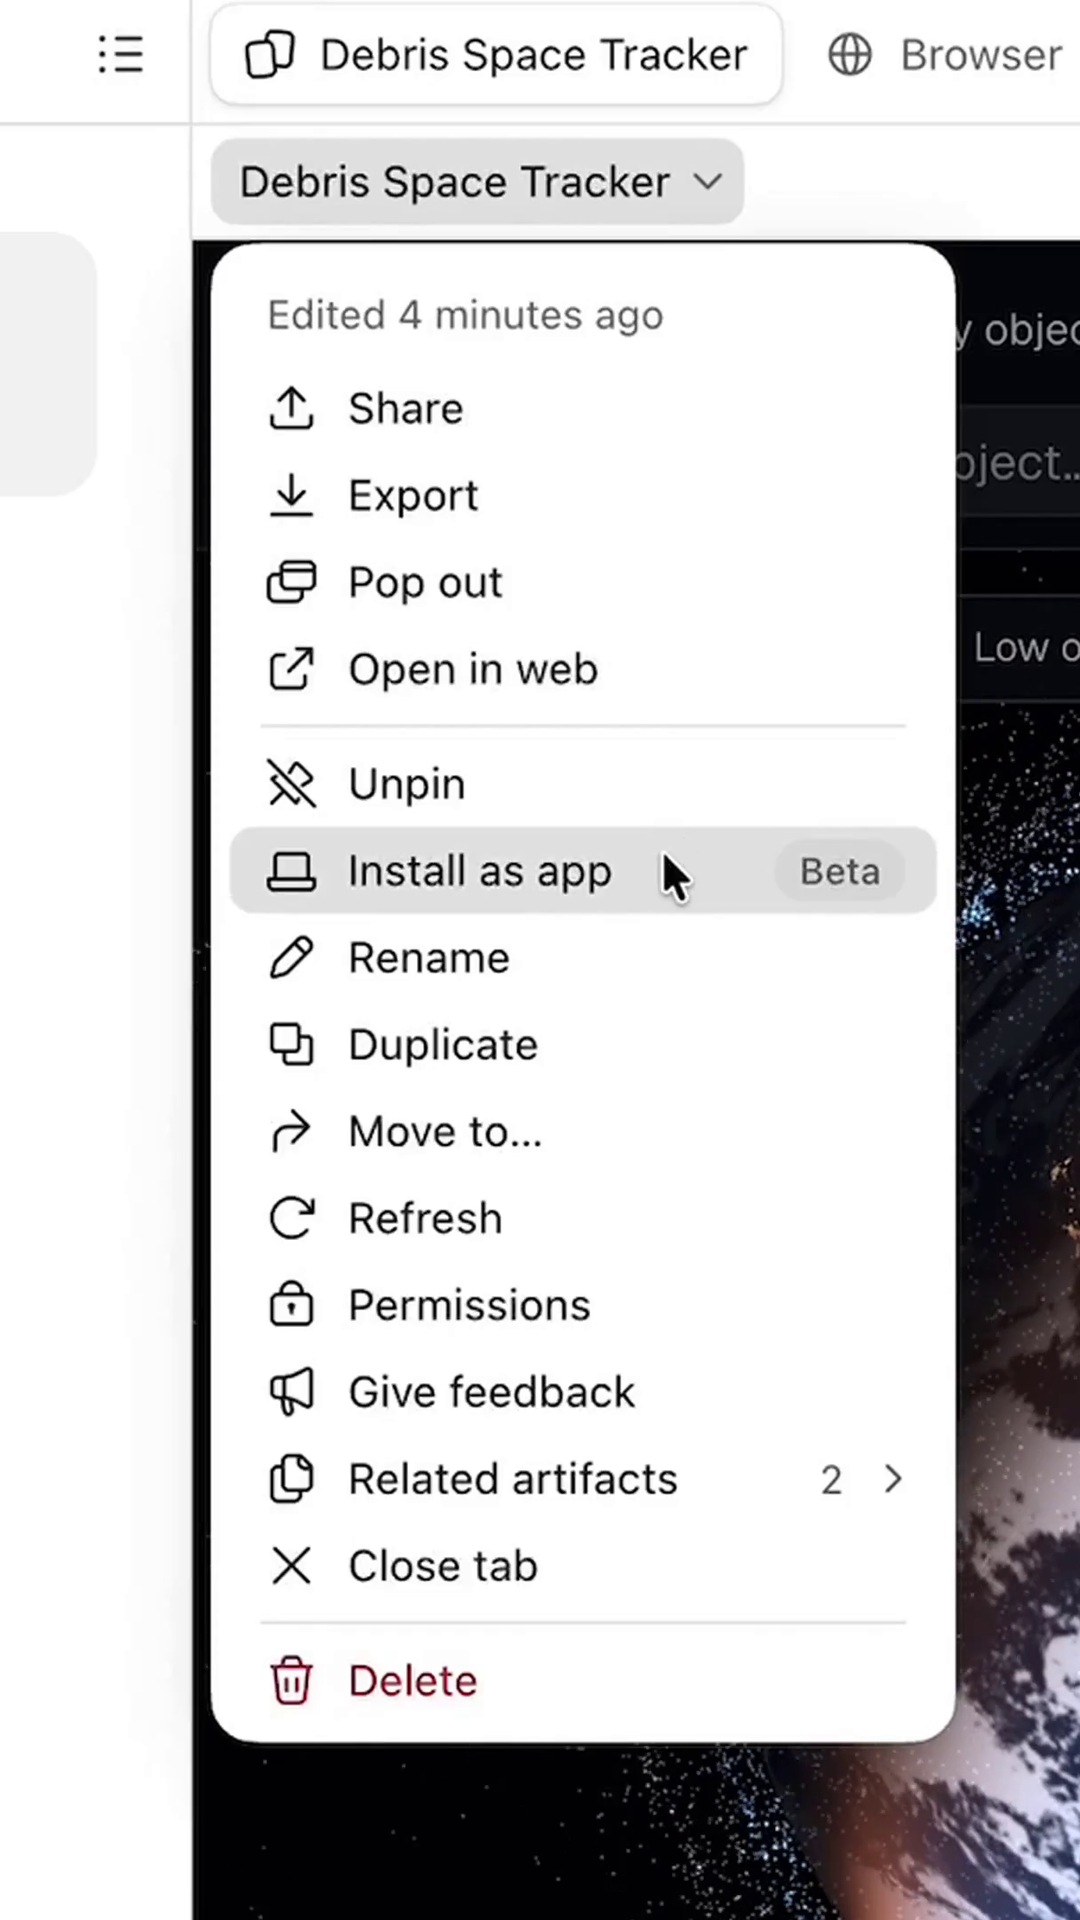 Debris Space Tracker
Browser
Debris Space Tracker
Edited 4 minutes ago
Share
Export
Pop out
Open in web
Unpin
Install as app
Beta
Rename
Duplicate
Move to...
Refresh
Permissions
Give feedback
Related artifacts
2
Close tab
Delete
Low